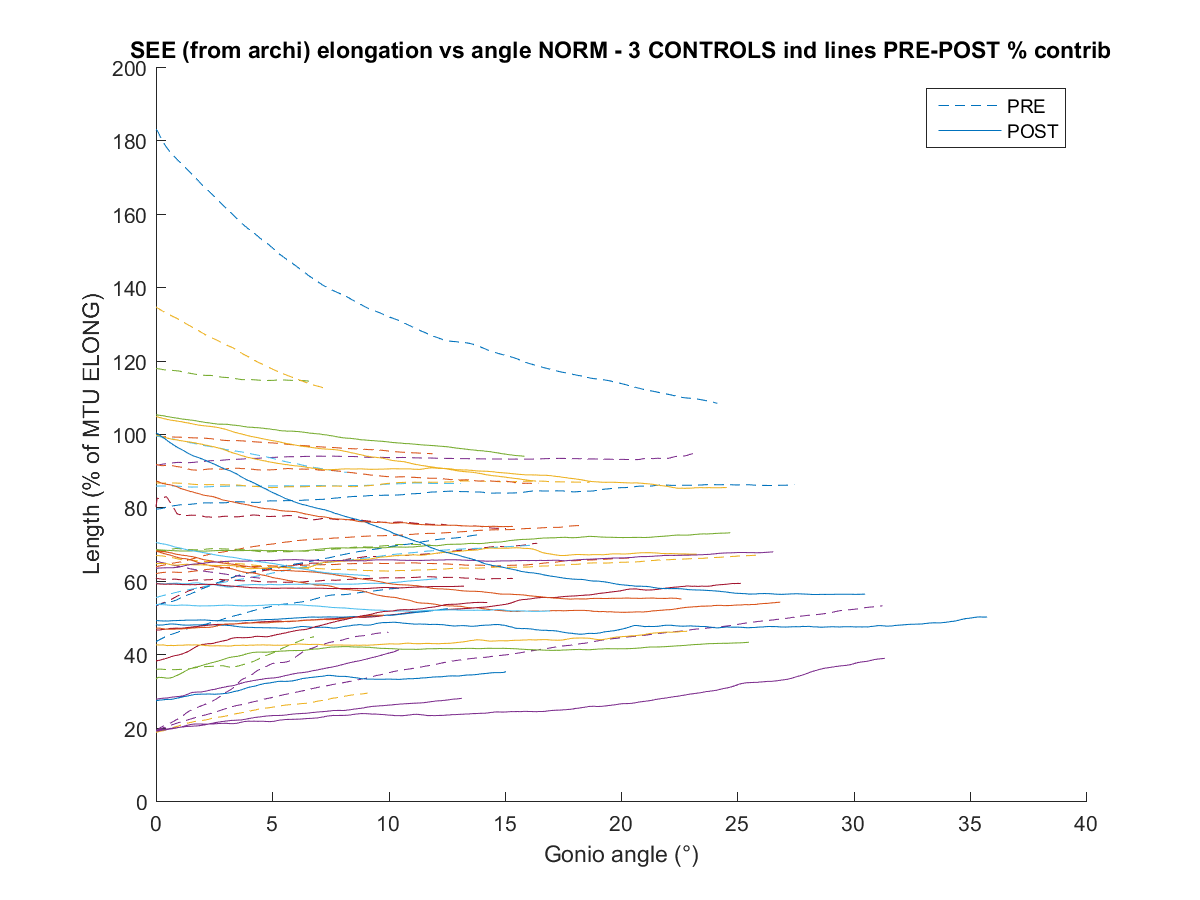 SEE (from archi) elongation vs angle NORM - 3 CONTROLS ind lines PRE-POST % contrib
PRE
POST
Length (% of MTU ELONG)
200
180
160
140
120
100
80
60
40
20
0
0 5 10 15 20 25 30 35 40
Gonio angle (°)